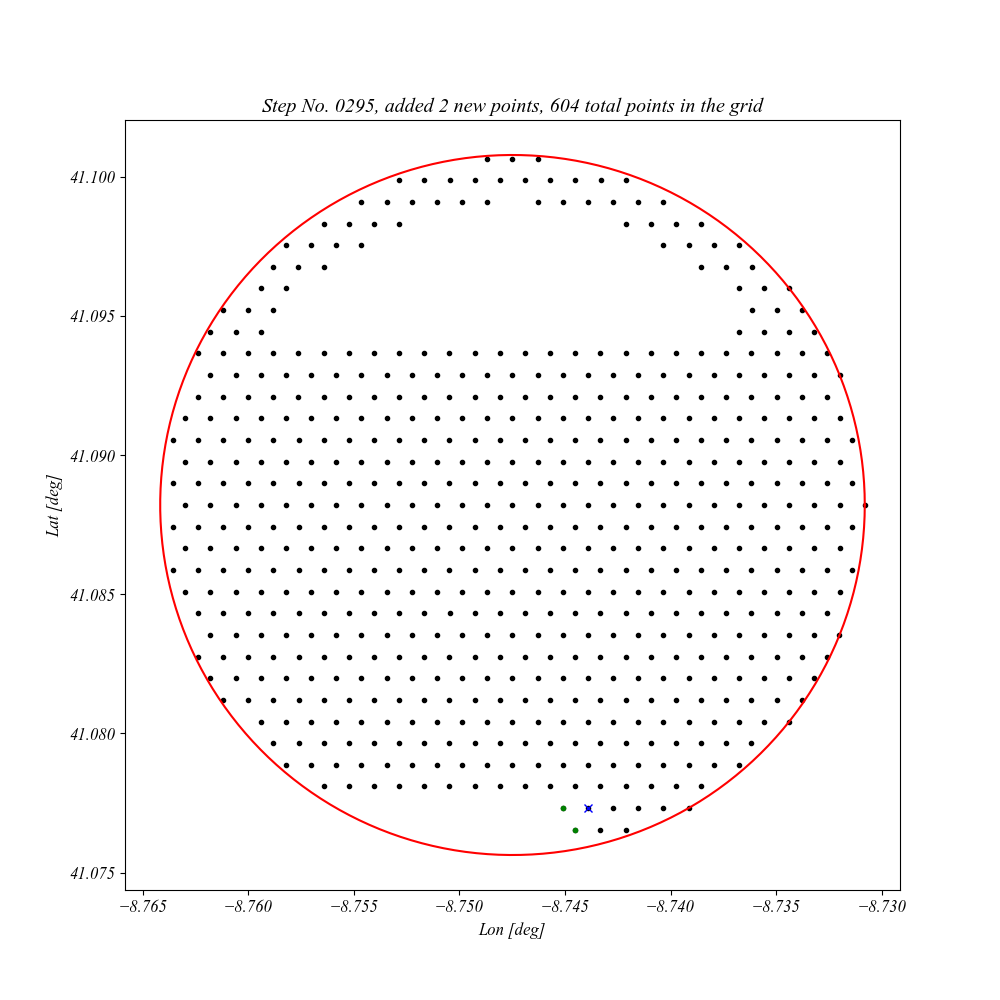 Step No. 0295, added 2 new points, 604 total points in the grid
41.100
41.095
41.090
41.085
41.080
41.075
Lat [deg]
−8.765 −8.760 −8.755 −8.750 −8.745 −8.740 −8.735 −8.730
Lon [deg]